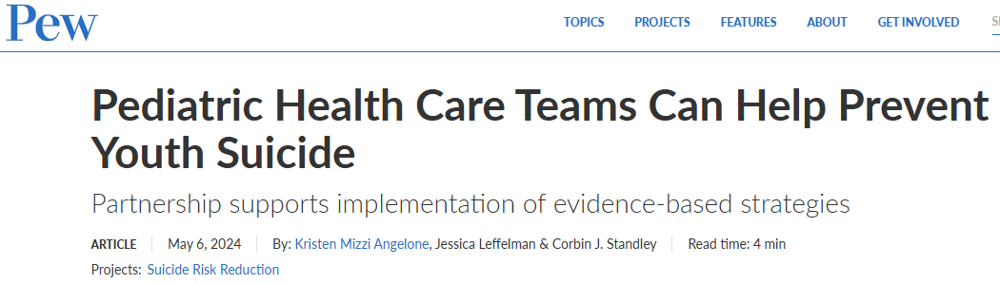 Pew
TOPICS PROJECTS FEATURES ABOUT GET INVOLVED
Pediatric Health Care Teams Can Help Prevent
Youth Suicide
Partnership supports implementation of evidence-based strategies
ARTICLE May 6, 2024 By: Kristen Mizzi Angelone, Jessica Leffelman & Corbin J. Standley Read time: 4 min
Projects: Suicide Risk Reduction